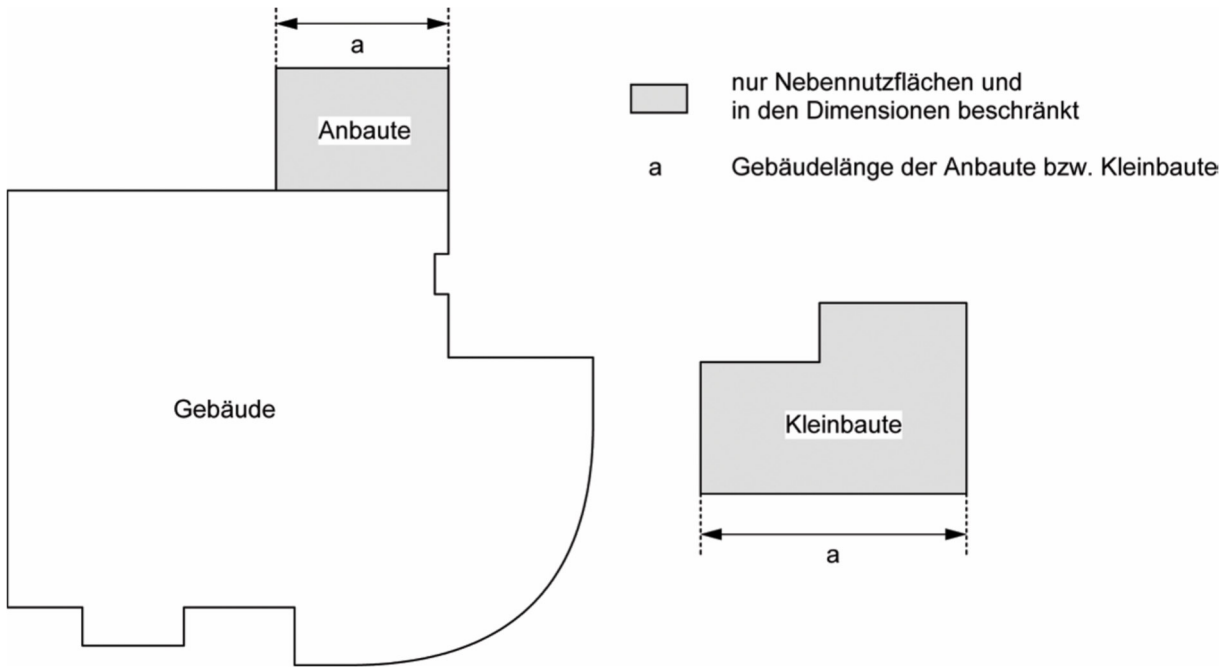 a
Anbaute
nur Nebennutzflächen und
in den Dimensionen beschränkt
a Gebäudelänge der Anbaute bzw. Kleinbaute
Gebäude
Kleinbaute
a